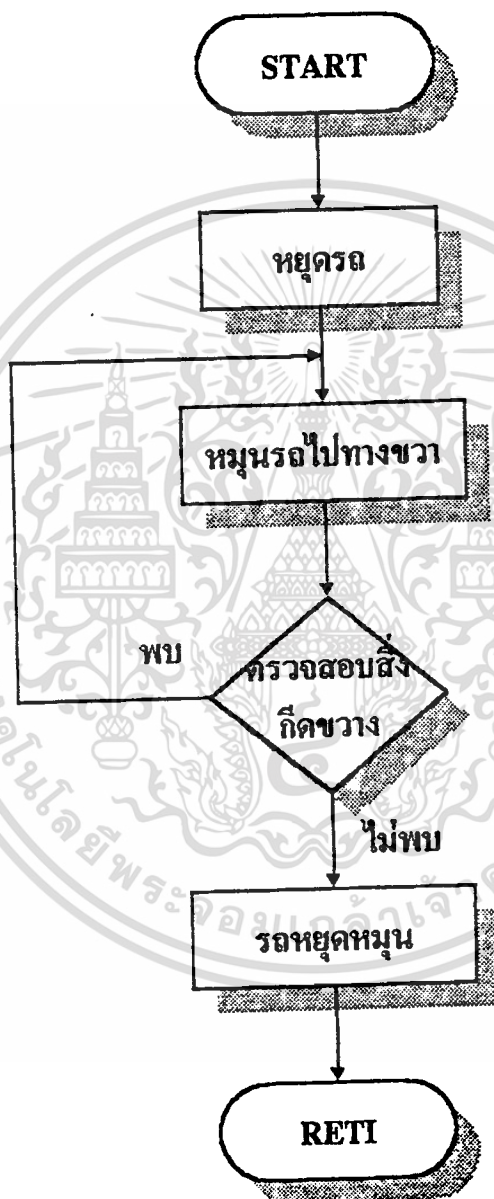 START
หยุดรถ
หมุนรถไปทางขวา
พบ
ตรวจสอบสิ่ง
กีดขวาง
ไม่พบ
รถหยุดหมุน
RETI